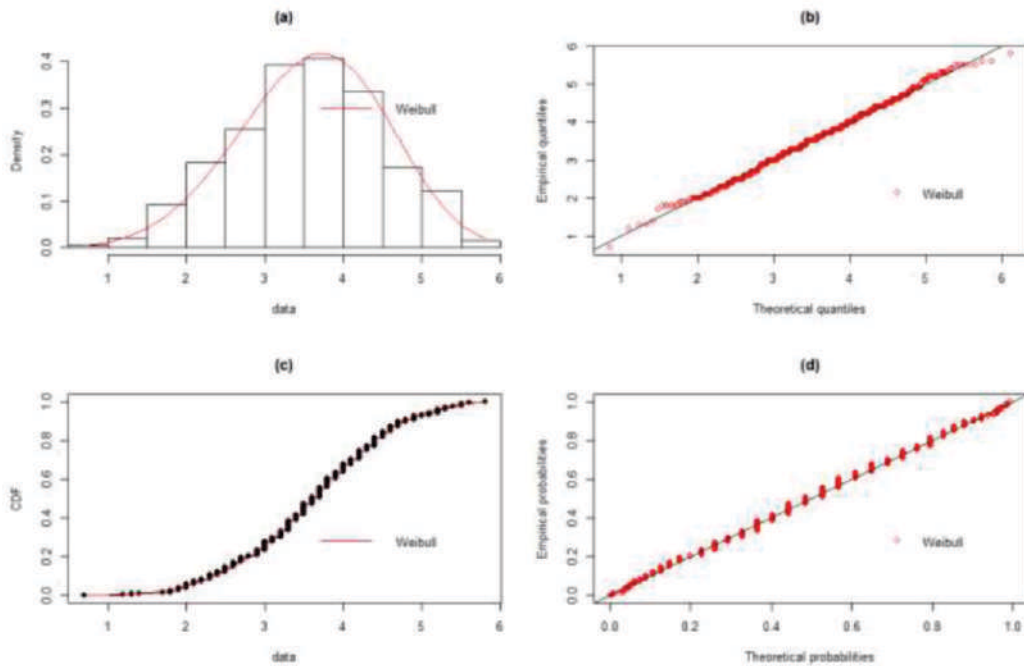 (a)
Density
0.0 0.1 0.2 0.3 0.4
Weibull
1 2 3 4 5 6
data
(b)
Empirical quantiles
1 2 3 4 5 6
Weibull
1 2 3 4 5 6
Theoretical quantiles
(c)
CDF
0.0 0.2 0.4 0.6 0.8 1.0
Weibull
1 2 3 4 5 6
data
(d)
Empirical probabilities
0.0 0.2 0.4 0.6 0.8 1.0
Weibull
0.0 0.2 0.4 0.6 0.8 1.0
Theoretical probabilities